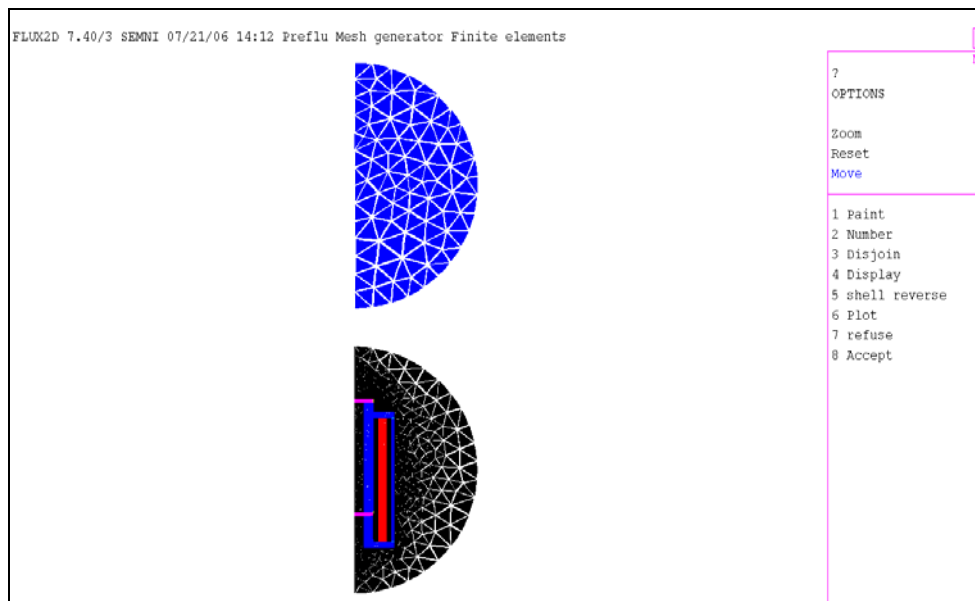 FLUX2D 7.40/3 SEMNI 07/21/06 14:12 Preflu Mesh generator Finite elements
?
OPTIONS
Zoom
Reset
Move
1 Paint
2 Number
3 Disjoin
4 Display
5 shell reverse
6 Plot
7 refuse
8 Accept